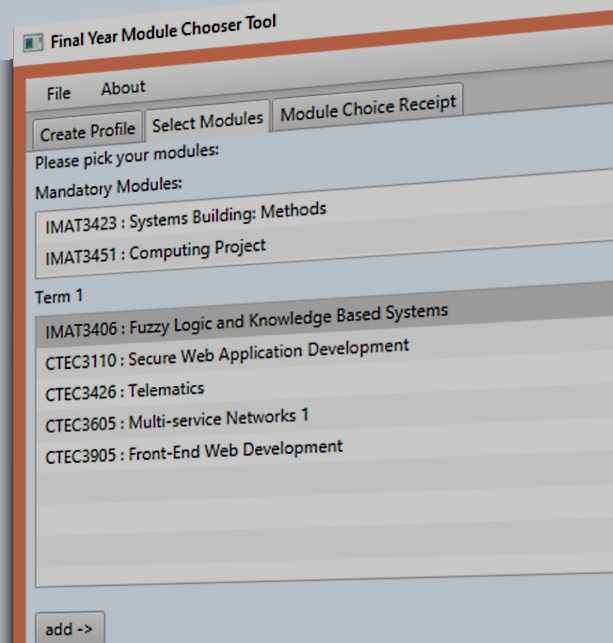 Final Year Module Chooser Tool
File About
Create Profile Select Modules Module Choice Receipt
Please pick your modules:
Mandatory Modules:
IMAT3423 : Systems Building: Methods
IMAT3451 : Computing Project
Term 1
IMAT3406 : Fuzzy Logic and Knowledge Based Systems
CTEC3110 : Secure Web Application Development
CTEC3426 : Telematics
CTEC3605 : Multi-service Networks 1
CTEC3905 : Front-End Web Development
add ->